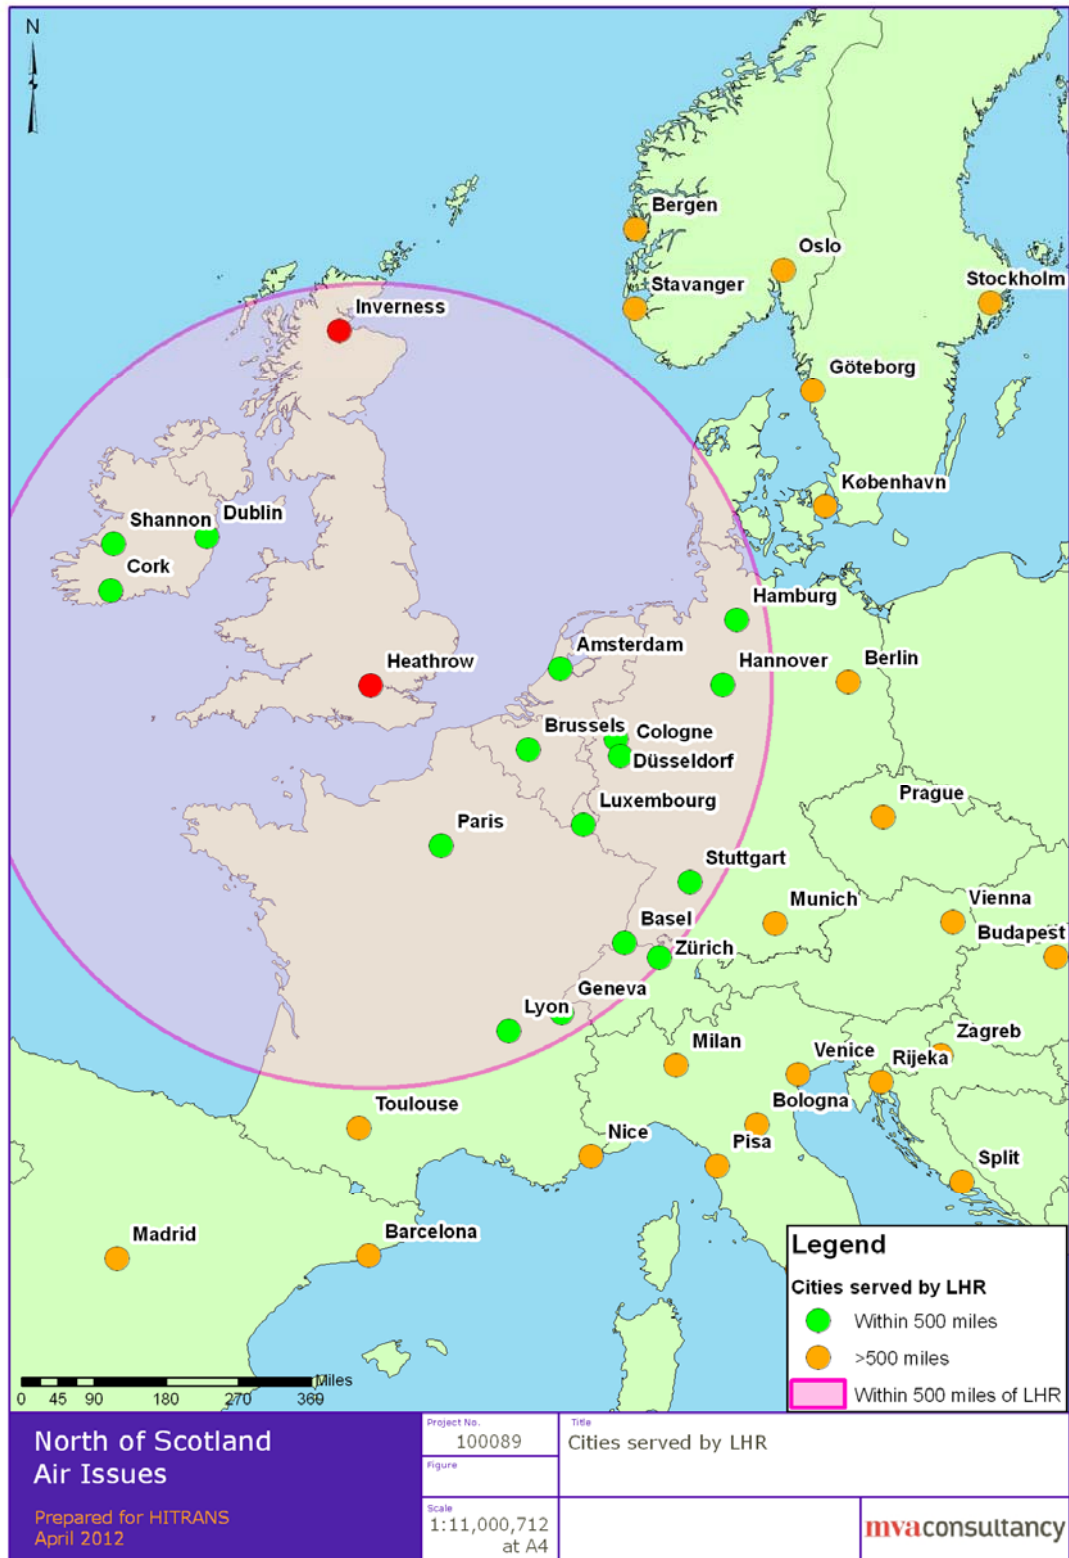 N
Bergen
Oslo
Stavanger
Stockholm
Inverness
Göteborg
København
Shannon
Dublin
Cork
Hamburg
Amsterdam
Heathrow
Hannover
Berlin
Brussels
Cologne
Düsseldorf
Prague
Luxembourg
Paris
Stuttgart
Munich
Vienna
Basel
Budapest
Zürich
Geneva
Lyon
Zagreb
Milan
Venice
Rijeka
Bologna
Toulouse
Nice
Pisa
Split
Madrid
Barcelona
Legend
Cities served by LHR
Within 500 miles
>500 miles
Within 500 miles of LHR
Miles
0 45 90 180 270 360
North of Scotland
Air Issues
Prepared for HITRANS
April 2012
Project No.
100089
Figure
Scale
1:11,000,712
at A4
Title
Cities served by LHR
mvaconsultancy